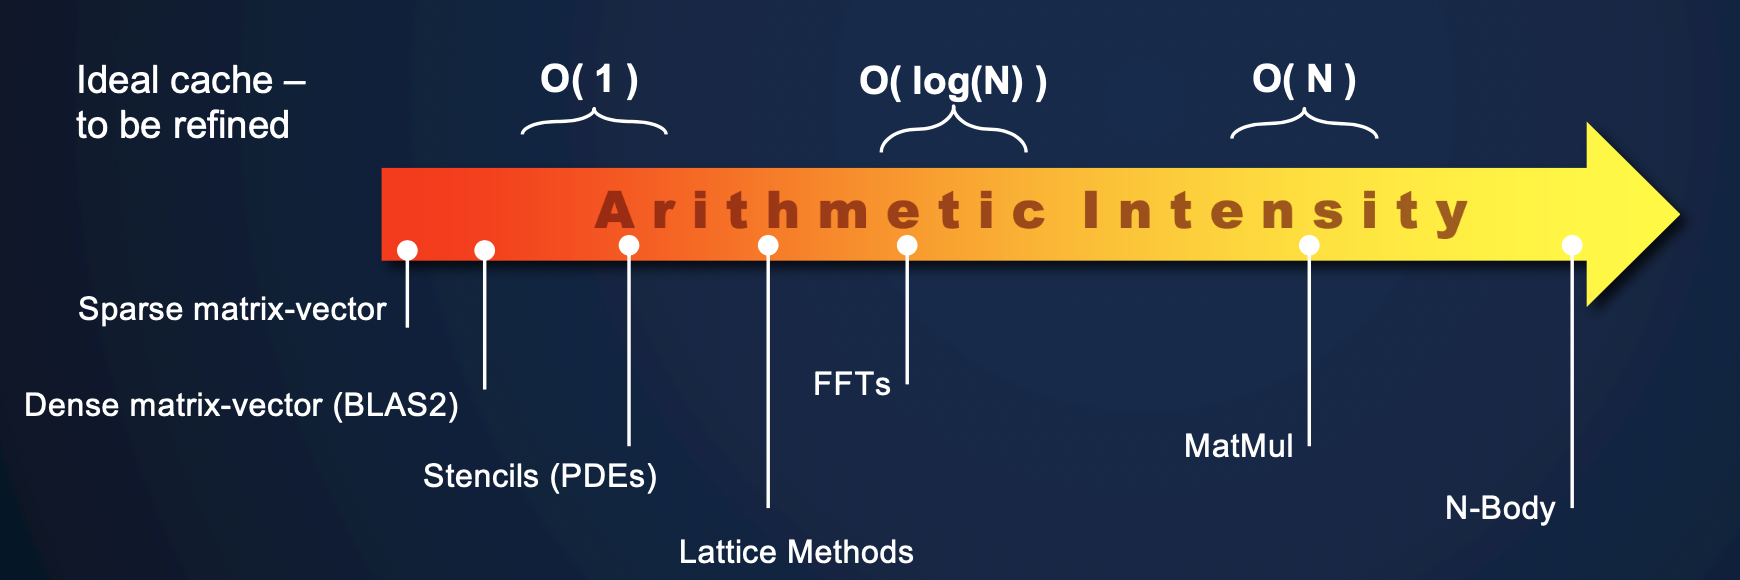 Ideal cache –
to be refined
O( 1 )
O( log(N) )
O( N )
Arithmetic Intensity
Sparse matrix-vector
Dense matrix-vector (BLAS2)
Stencils (PDEs)
Lattice Methods
FFTs
MatMul
N-Body